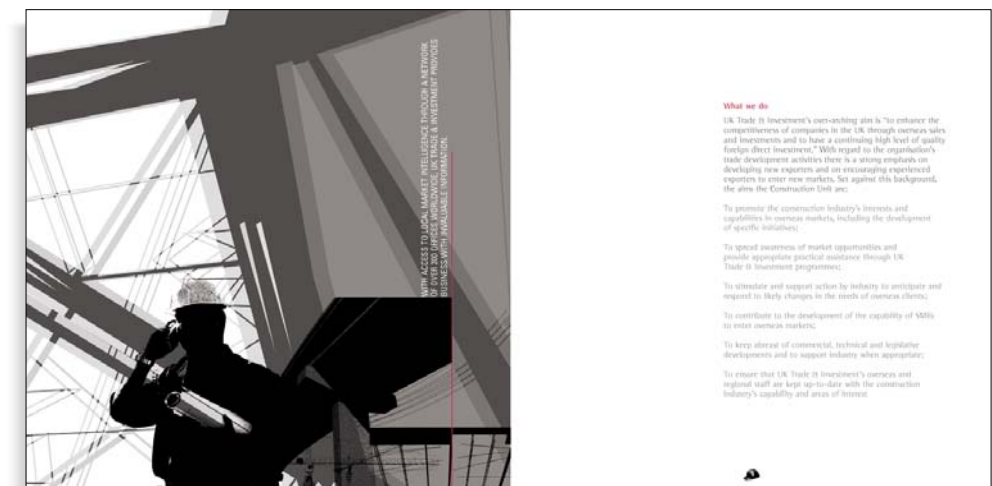 WITH ACCESS TO LOCAL MARKET INTELLIGENCE THROUGH A NETWORK
OF OVER 200 OFFICES WORLDWIDE, UK TRADE & INVESTMENT PROVIDES
BUSINESS WITH INVALUABLE INFORMATION.
What we do
UK Trade & Investment's over-arching aim is "to enhance the
competitiveness of companies in the UK through overseas sales
and investments and to have a continuing high level of quality
foreign direct investment." With regard to the organisation's
trade development activities there is a strong emphasis on
developing new exporters and on encouraging experienced
exporters to enter new markets. Set against this background,
the aims the Construction Unit are:
To promote the construction industry's interests and
capabilities in overseas markets, including the development
of specific initiatives;
To spread awareness of market opportunities and
provide appropriate practical assistance through UK
Trade & Investment programmes;
To stimulate and support action by industry to anticipate and
respond to likely changes in the needs of overseas clients;
To contribute to the development of the capability of SMEs
to enter overseas markets;
To keep abreast of commercial, technical and legislative
developments and to support industry when appropriate;
To ensure that UK Trade & Investment's overseas and
regional staff are kept up-to-date with the construction
industry's capability and areas of interest